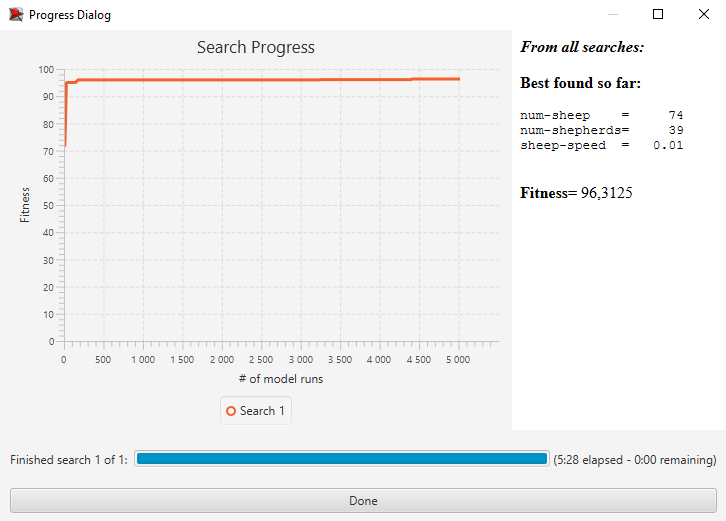 Progress Dialog
Search Progress
100
90
80
70
60
50
40
30
20
10
0
Fitness
0 500 1 000 1 500 2 000 2 500 3 000 3 500 4 000 4 500 5 000
# of model runs
Search 1
From all searches:
Best found so far:
num-sheep = 74
num-shepherds= 39
sheep-speed = 0.01
Fitness= 96,3125
Finished search 1 of 1:
(5:28 elapsed - 0:00 remaining)
Done